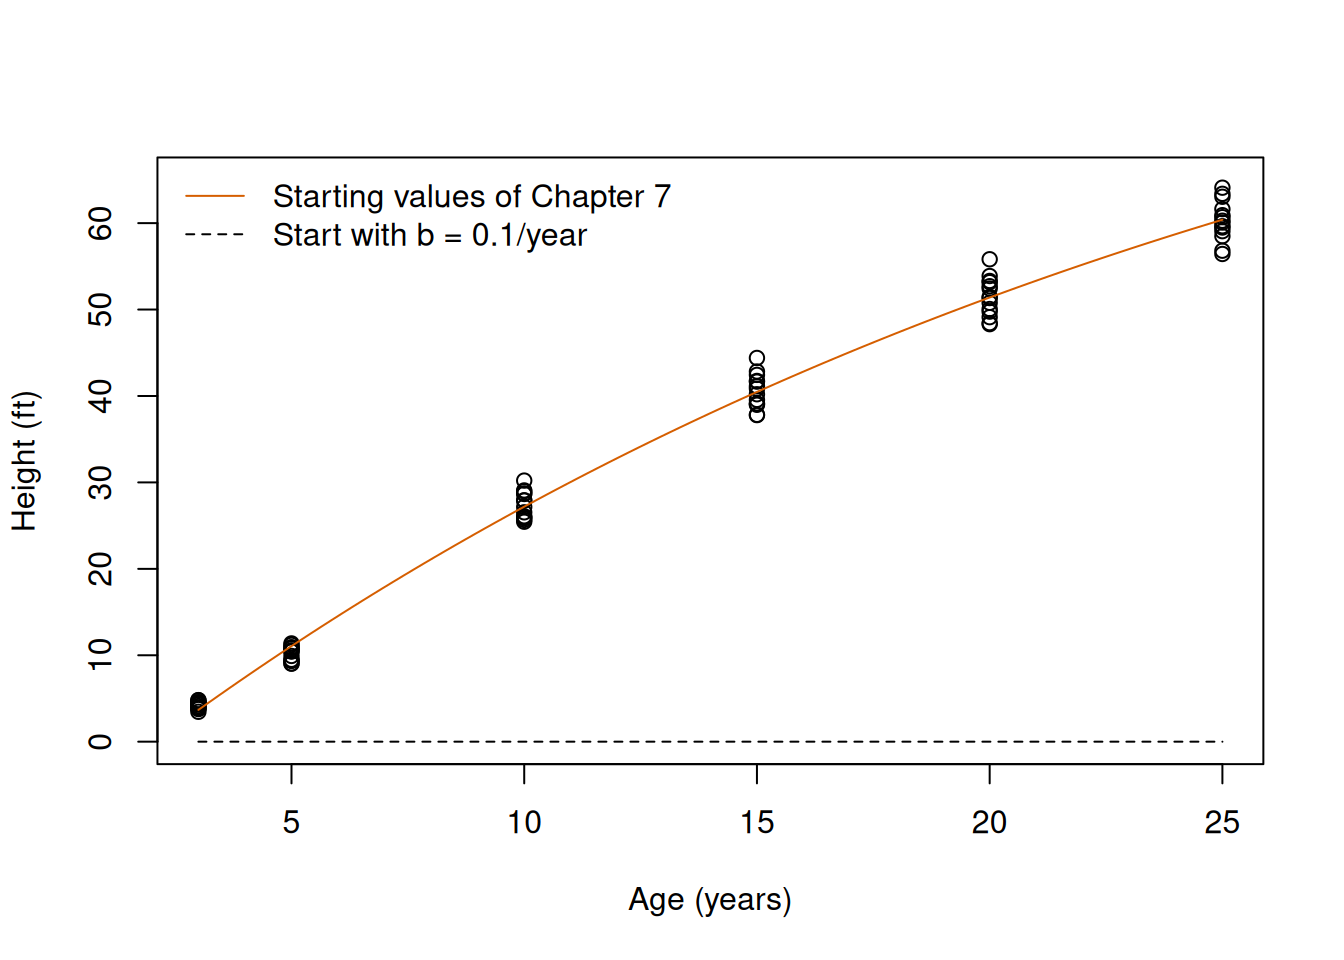 Starting values of Chapter 7
Start with b = 0.1/year
Height (ft)
60
50
40
30
20
10
0
5 10 15 20 25
Age (years)